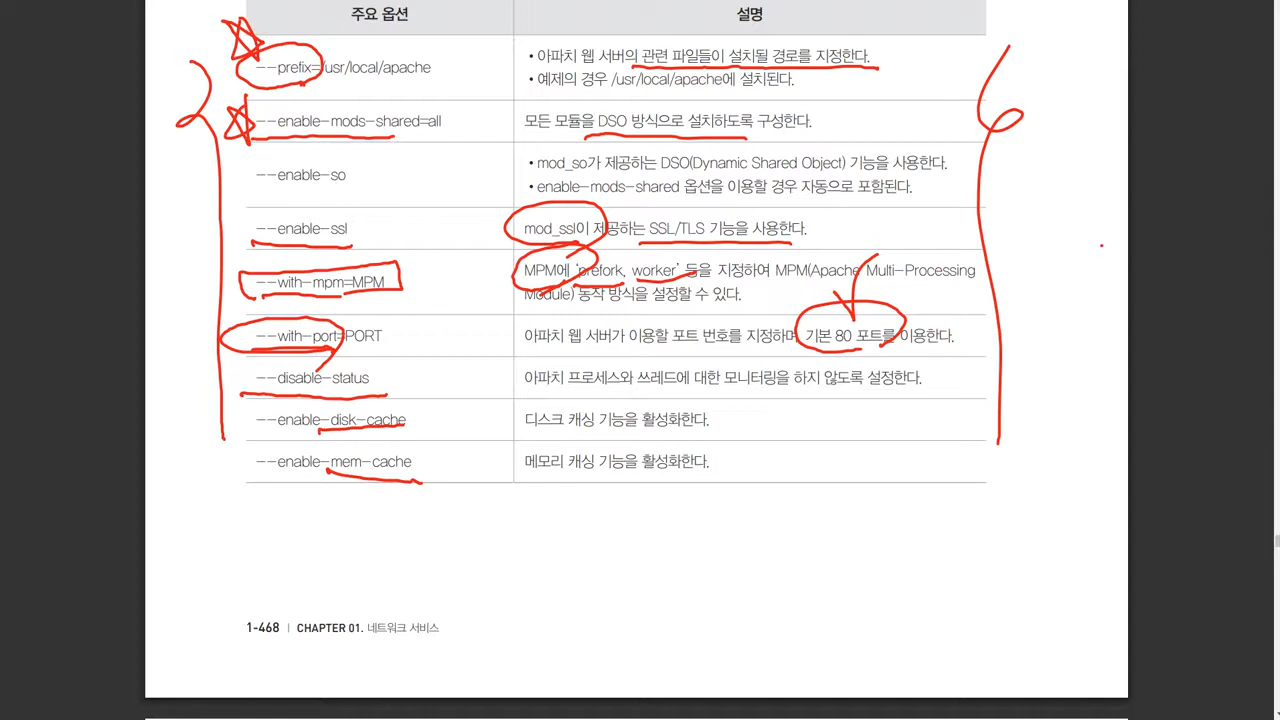 주요 옵션 설명
--prefix=/usr/local/apache
• 아파치 웹 서버의 관련 파일들이 설치될 경로를 지정한다.
• 예제의 경우 /usr/local/apache에 설치된다.
--enable-mods-shared=all 모든 모듈을 DSO 방식으로 설치하도록 구성한다.
--enable-so
• mod_so가 제공하는 DSO(Dynamic Shared Object) 기능을 사용한다.
• enable-mods-shared 옵션을 이용할 경우 자동으로 포함된다.
--enable-ssl mod_ssl이 제공하는 SSL/TLS 기능을 사용한다.
--with-mpm=MPM
MPM에 ‘prefork, worker’ 등을 지정하여 MPM(Apache Multi-Processing
Module) 동작 방식을 설정할 수 있다.
--with-port=PORT 아파치 웹 서버가 이용할 포트 번호를 지정하며 기본 80 포트를 이용한다.
--disable-status 아파치 프로세스와 쓰레드에 대한 모니터링을 하지 않도록 설정한다.
--enable-disk-cache 디스크 캐싱 기능을 활성화한다.
--enable-mem-cache 메모리 캐싱 기능을 활성화한다.
1-468 | CHAPTER 01. 네트워크 서비스